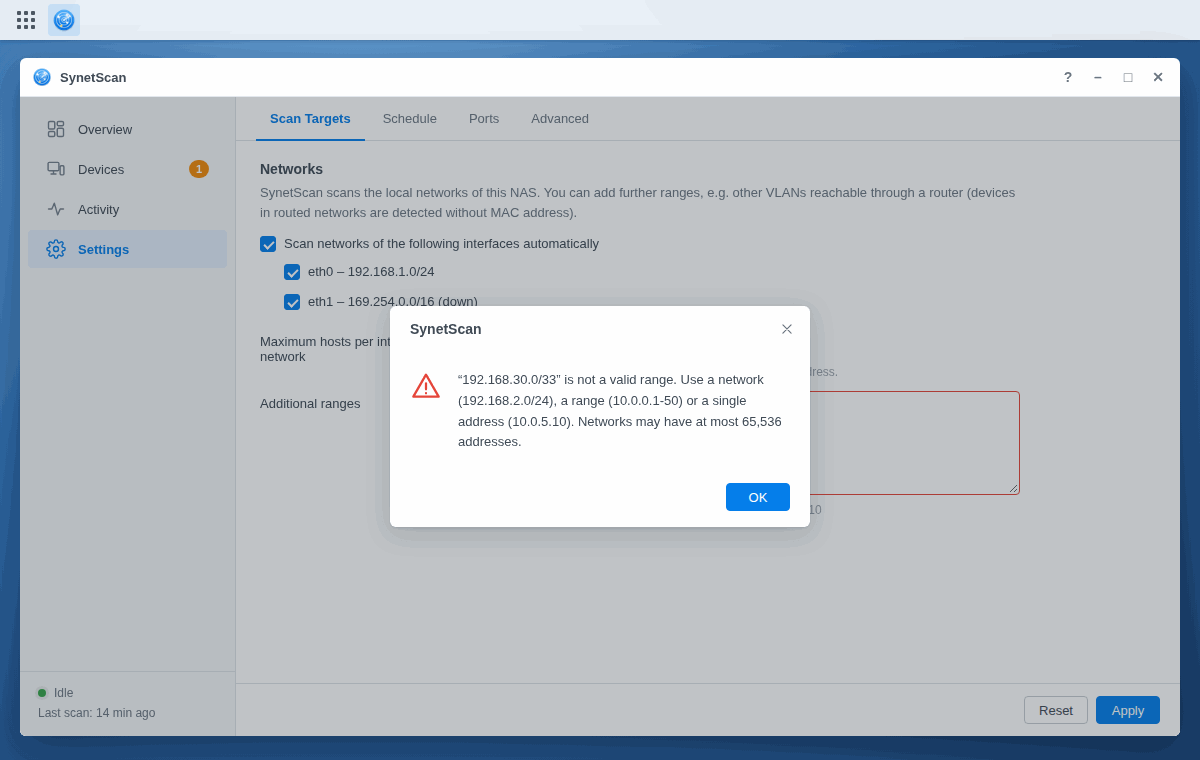 SynetScan
?
Overview
Devices 1
Activity
Settings
Idle
Last scan: 14 min ago
Scan Targets Schedule Ports Advanced
Networks
SynetScan scans the local networks of this NAS. You can add further ranges, e.g. other VLANs reachable through a router (devices
in routed networks are detected without MAC address).
Scan networks of the following interfaces automatically
eth0 – 192.168.1.0/24
eth1 – 169.254.0.0/16 (down)
Maximum hosts per
network
Additional ranges
10
SynetScan
“192.168.30.0/33” is not a valid range. Use a network
(192.168.2.0/24), a range (10.0.0.1-50) or a single
address (10.0.5.10). Networks may have at most 65,536
addresses.
OK
Reset Apply